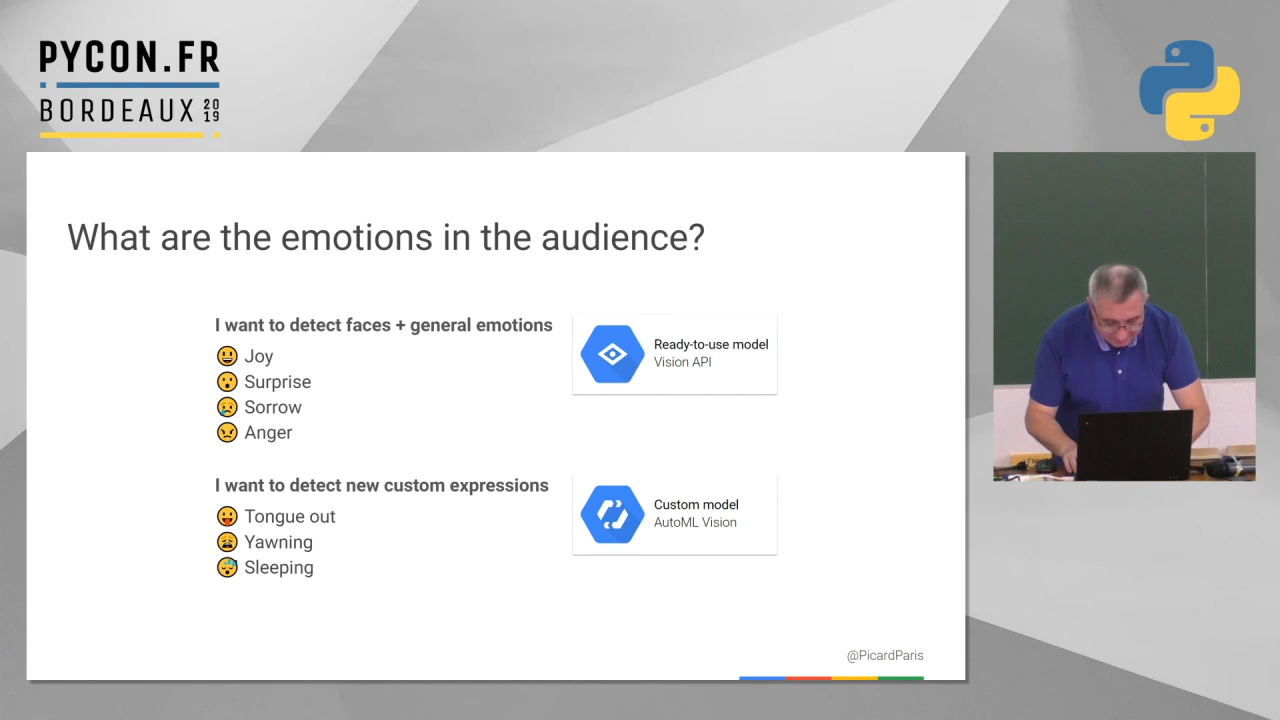 PYCON.FR
BORDEAUX 2019
What are the emotions in the audience?
I want to detect faces + general emotions
Joy
Surprise
Sorrow
Anger
Ready-to-use model
Vision API
I want to detect new custom expressions
Tongue out
Yawning
Sleeping
Custom model
AutoML Vision
@PicardParis